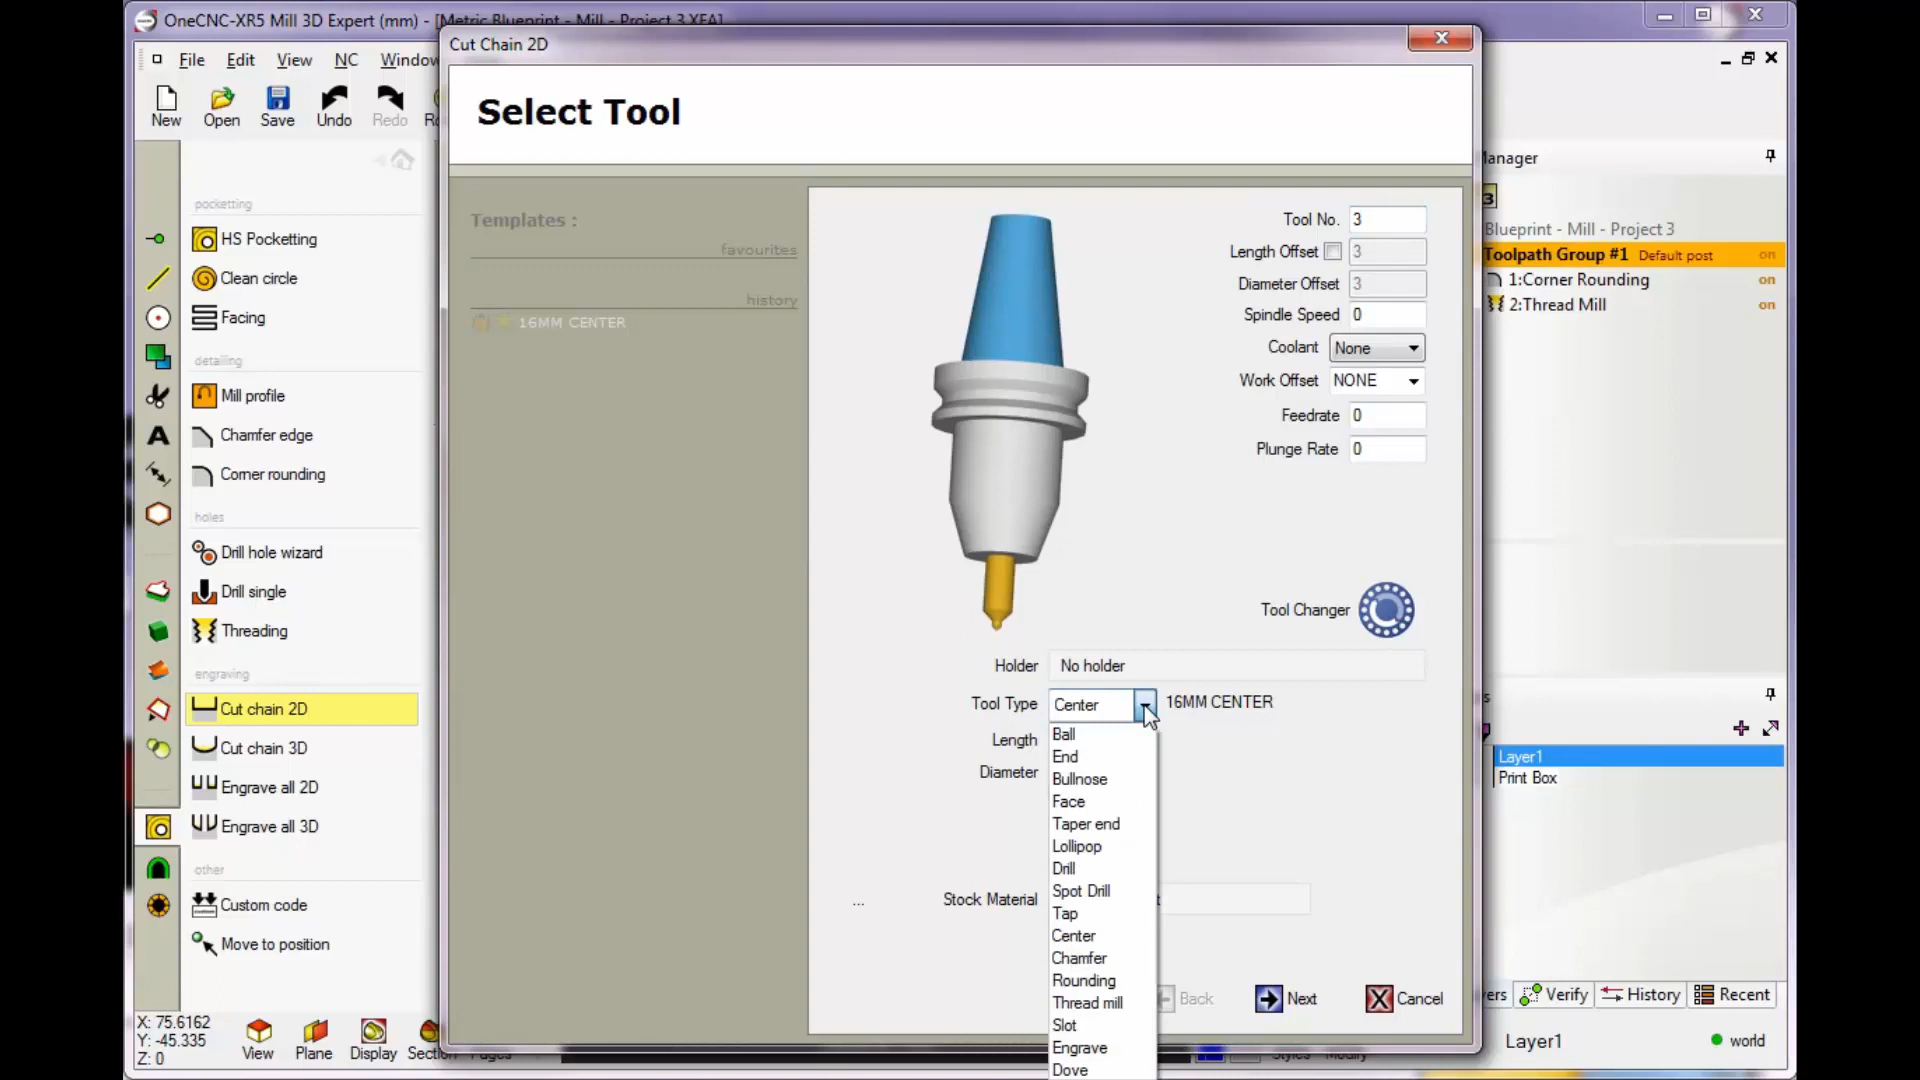 OneCNC-XR5 Mill 3D Expert (mm) - [Metric Blueprint - Mill - Project 3.XFA]
Cut Chain 2D
File Edit View NC Window
New Open Save Undo Redo
Select Tool
pocketting
HS Pocketting
Clean circle
Facing
detailing
Mill profile
Chamfer edge
Corner rounding
holes
Drill hole wizard
Drill single
Threading
engraving
Cut chain 2D
Cut chain 3D
Engrave all 2D
Engrave all 3D
other
Custom code
Move to position
X: 75.6162
Y: -45.335
Z: 0
View Plane Display
Templates :
favourites
history
16MM CENTER
Tool No. 3
Length Offset 3
Diameter Offset 3
Spindle Speed 0
Coolant None
Work Offset NONE
Feedrate 0
Plunge Rate 0
Tool Changer
Holder No holder
Tool Type Center 16MM CENTER
Length
Diameter
Ball
End
Bullnose
Face
Taper end
Lollipop
Drill
Spot Drill
Tap
Center
Chamfer
Rounding
Thread mill
Slot
Engrave
Dove
... Stock Material
Back Next Cancel
Blueprint - Mill - Project 3
Toolpath Group #1 Default post on
1:Corner Rounding on
2:Thread Mill on
Layer1
Print Box
Verify History Recent
Layer1 world